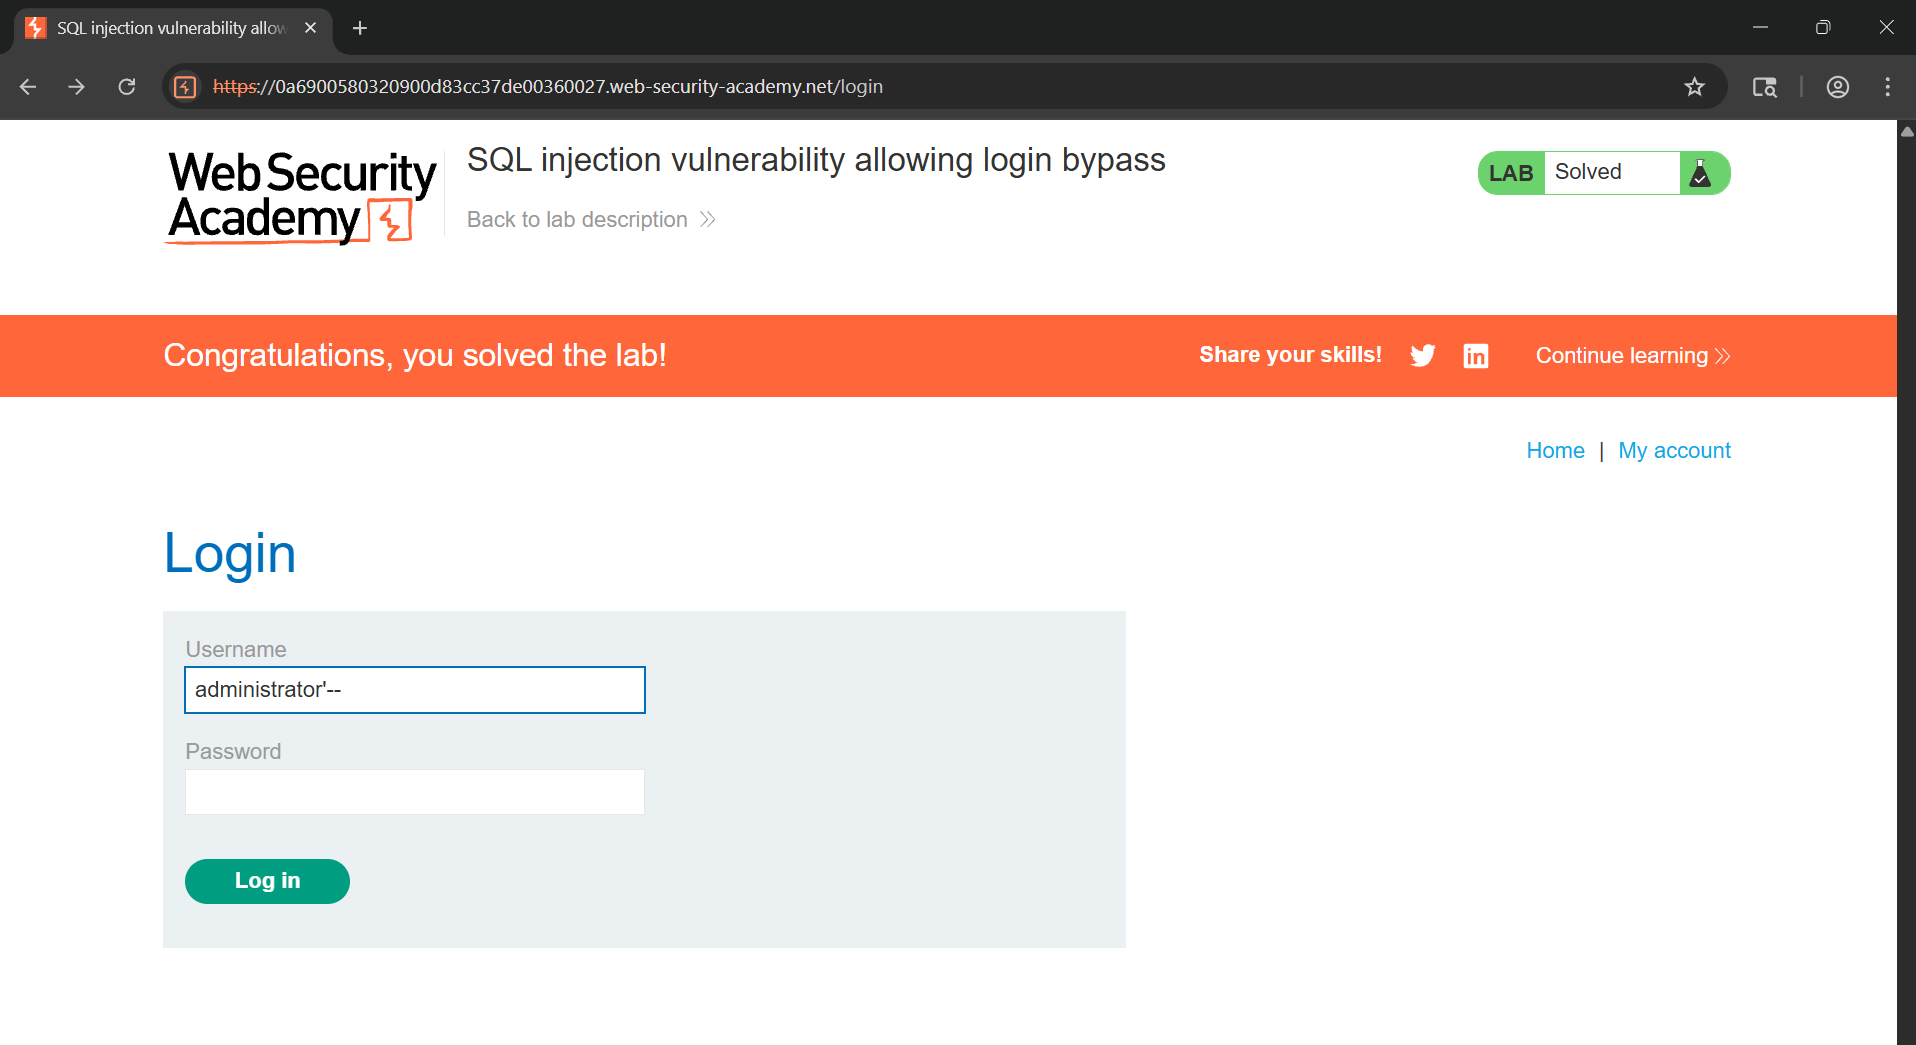 SQL injection vulnerability allow
https://0a6900580320900d83cc37de00360027.web-security-academy.net/login
Web Security
Academy
SQL injection vulnerability allowing login bypass
Back to lab description
LAB Solved
Congratulations, you solved the lab!
Share your skills!
Continue learning
Home | My account
Login
Username
administrator'--
Password
Log in